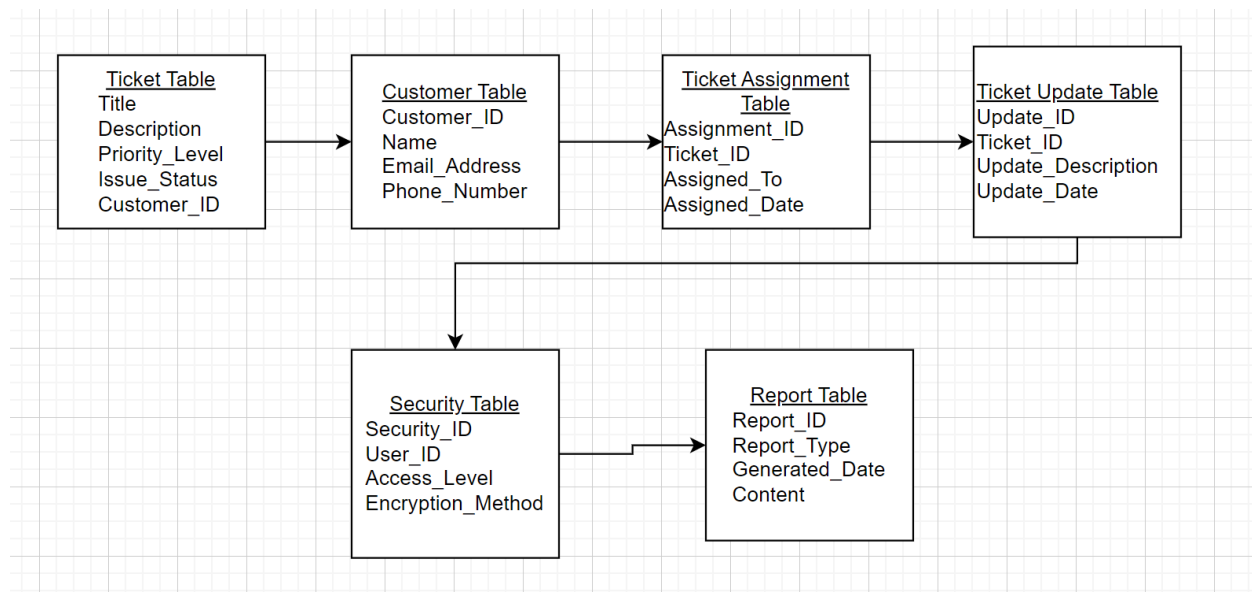 Ticket Table
Title
Description
Priority_Level
Issue_Status
Customer_ID
Customer Table
Customer_ID
Name
Email_Address
Phone_Number
Ticket Assignment
Table
Assignment_ID
Ticket_ID
Assigned_To
Assigned_Date
Ticket Update Table
Update_ID
Ticket_ID
Update_Description
Update_Date
Security Table
Security_ID
User_ID
Access_Level
Encryption_Method
Report Table
Report_ID
Report_Type
Generated_Date
Content